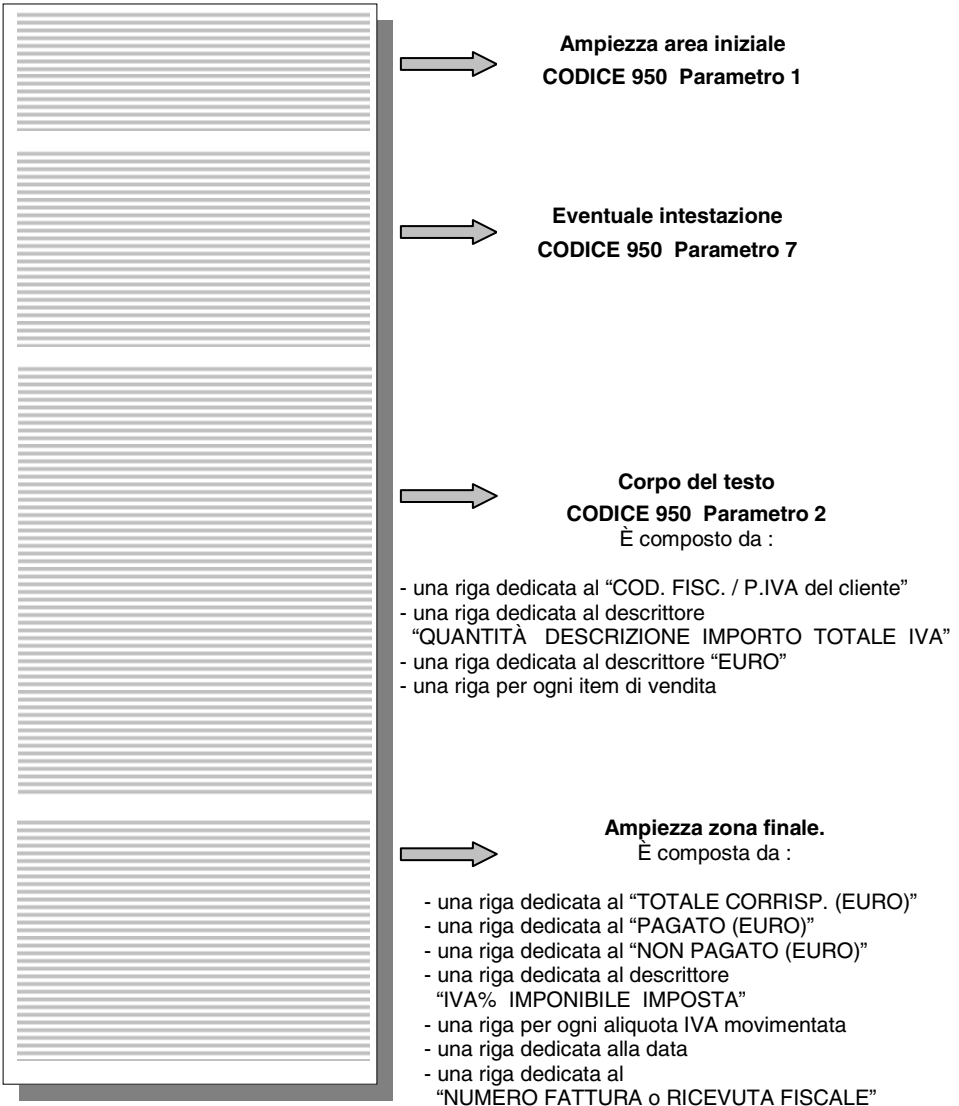 Ampiezza area iniziale
CODICE 950 Parametro 1
Eventuale intestazione
CODICE 950 Parametro 7
Corpo del testo
CODICE 950 Parametro 2
È composto da :
- una riga dedicata al “COD. FISC. / P.IVA del cliente”
- una riga dedicata al descrittore
“QUANTITÀ DESCRIZIONE IMPORTO TOTALE IVA”
- una riga dedicata al descrittore “EURO”
- una riga per ogni item di vendita
Ampiezza zona finale.
È composta da :
- una riga dedicata al “TOTALE CORRISP. (EURO)”
- una riga dedicata al “PAGATO (EURO)”
- una riga dedicata al “NON PAGATO (EURO)”
- una riga dedicata al descrittore
“IVA% IMPONIBILE IMPOSTA”
- una riga per ogni aliquota IVA movimentata
- una riga dedicata alla data
- una riga dedicata al
“NUMERO FATTURA o RICEVUTA FISCALE”